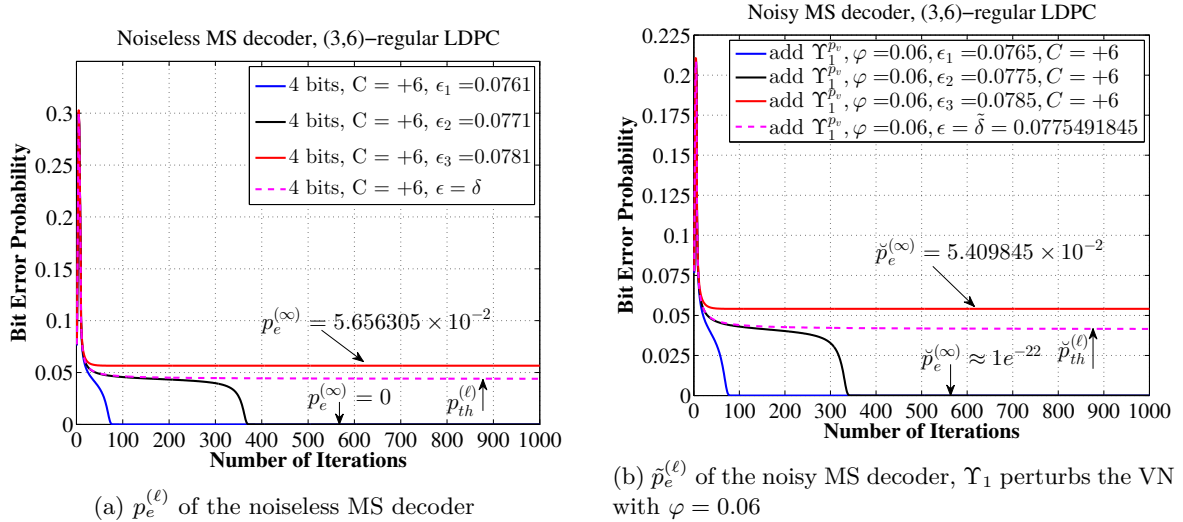 Noiseless MS decoder, (3,6)−regular LDPC
4 bits, C = +6, ϵ₁ =0.0761
4 bits, C = +6, ϵ₂ =0.0771
4 bits, C = +6, ϵ₃ =0.0781
4 bits, C = +6, ϵ = δ
Bit Error Probability
0.3
0.25
0.2
0.15
0.1
0.05
0
p_e^(∞) = 5.656305 × 10^−2
p_e^(∞) = 0
p_th^(ℓ)
0 100 200 300 400 500 600 700 800 900 1000
Number of Iterations
(a) p_e^(ℓ) of the noiseless MS decoder
Noisy MS decoder, (3,6)−regular LDPC
add Υ_1^{p_v}, φ=0.06, ϵ₁=0.0765, C = +6
add Υ_1^{p_v}, φ=0.06, ϵ₂=0.0775, C = +6
add Υ_1^{p_v}, φ=0.06, ϵ₃=0.0785, C = +6
add Υ_1^{p_v}, φ=0.06, ϵ = δ̃ = 0.0775491845
Bit Error Probability
0.225
0.2
0.175
0.15
0.125
0.1
0.075
0.05
0.025
0
p̆_e^(∞) = 5.409845 × 10^−2
p̆_e^(∞) ≈ 1e^−22
p̆_th^(ℓ)
0 100 200 300 400 500 600 700 800 900 1000
Number of Iterations
(b) p̃_e^(ℓ) of the noisy MS decoder, Υ₁ perturbs the VN
with φ = 0.06